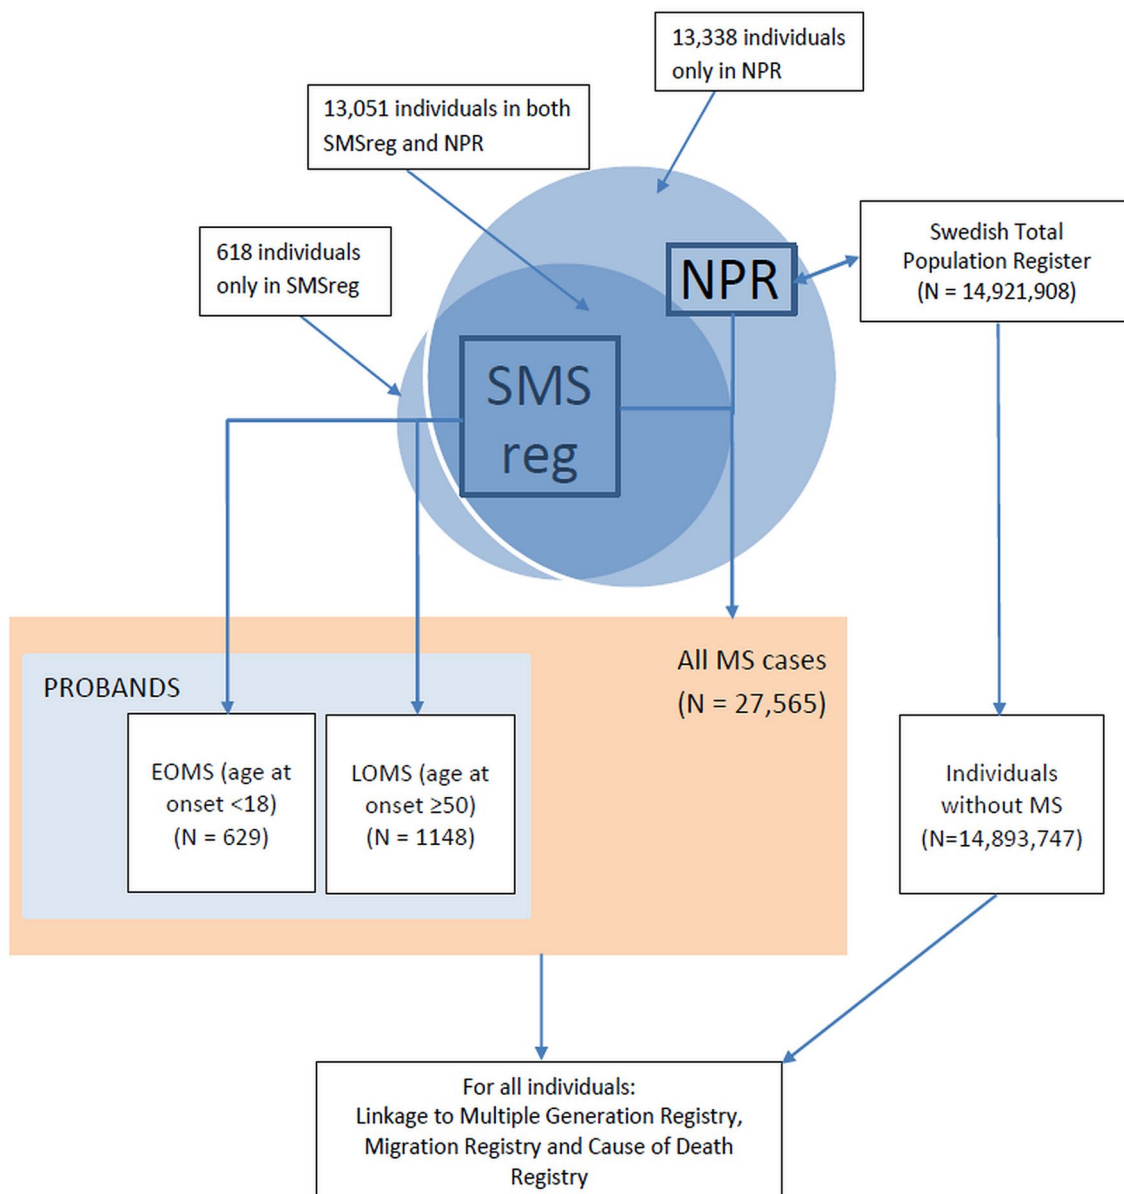 13,338 individuals
only in NPR
13,051 individuals in both
SMSreg and NPR
618 individuals
only in SMSreg
NPR
Swedish Total
Population Register
(N = 14,921,908)
SMS
reg
All MS cases
(N = 27,565)
PROBANDS
EOMS (age at
onset <18)
(N = 629)
LOMS (age at
onset ≥50)
(N = 1148)
Individuals
without MS
(N=14,893,747)
For all individuals:
Linkage to Multiple Generation Registry,
Migration Registry and Cause of Death
Registry